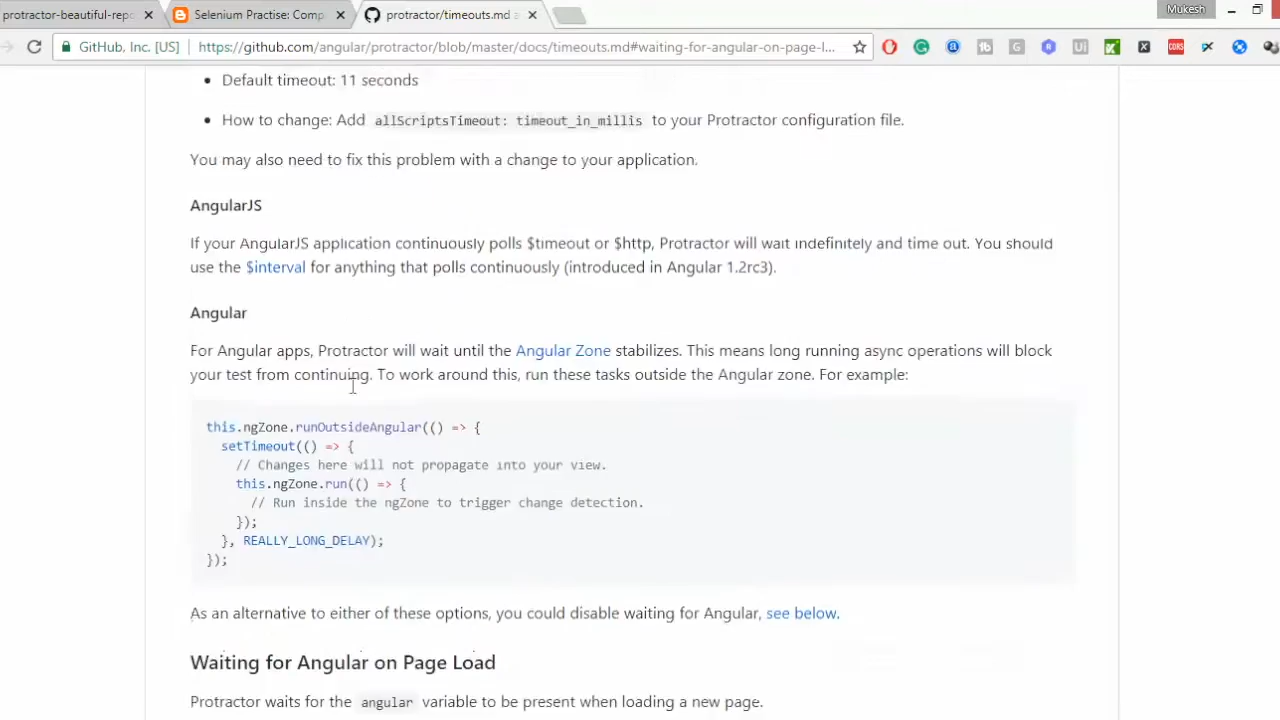 protractor-beautiful-repo
Selenium Practise: Comp
protractor/timeouts.md a
Mukesh
GitHub, Inc. [US]
https://github.com/angular/protractor/blob/master/docs/timeouts.md#waiting-for-angular-on-page-l...
Default timeout: 11 seconds
How to change: Add allScriptsTimeout: timeout_in_millis to your Protractor configuration file.
You may also need to fix this problem with a change to your application.
AngularJS
If your AngularJS application continuously polls $timeout or $http, Protractor will wait indefinitely and time out. You should
use the $interval for anything that polls continuously (introduced in Angular 1.2rc3).
Angular
For Angular apps, Protractor will wait until the Angular Zone stabilizes. This means long running async operations will block
your test from continuing. To work around this, run these tasks outside the Angular zone. For example:
this.ngZone.runOutsideAngular(() => {
setTimeout(() => {
// Changes here will not propagate into your view.
this.ngZone.run(() => {
// Run inside the ngZone to trigger change detection.
});
}, REALLY_LONG_DELAY);
});
As an alternative to either of these options, you could disable waiting for Angular, see below.
Waiting for Angular on Page Load
Protractor waits for the angular variable to be present when loading a new page.